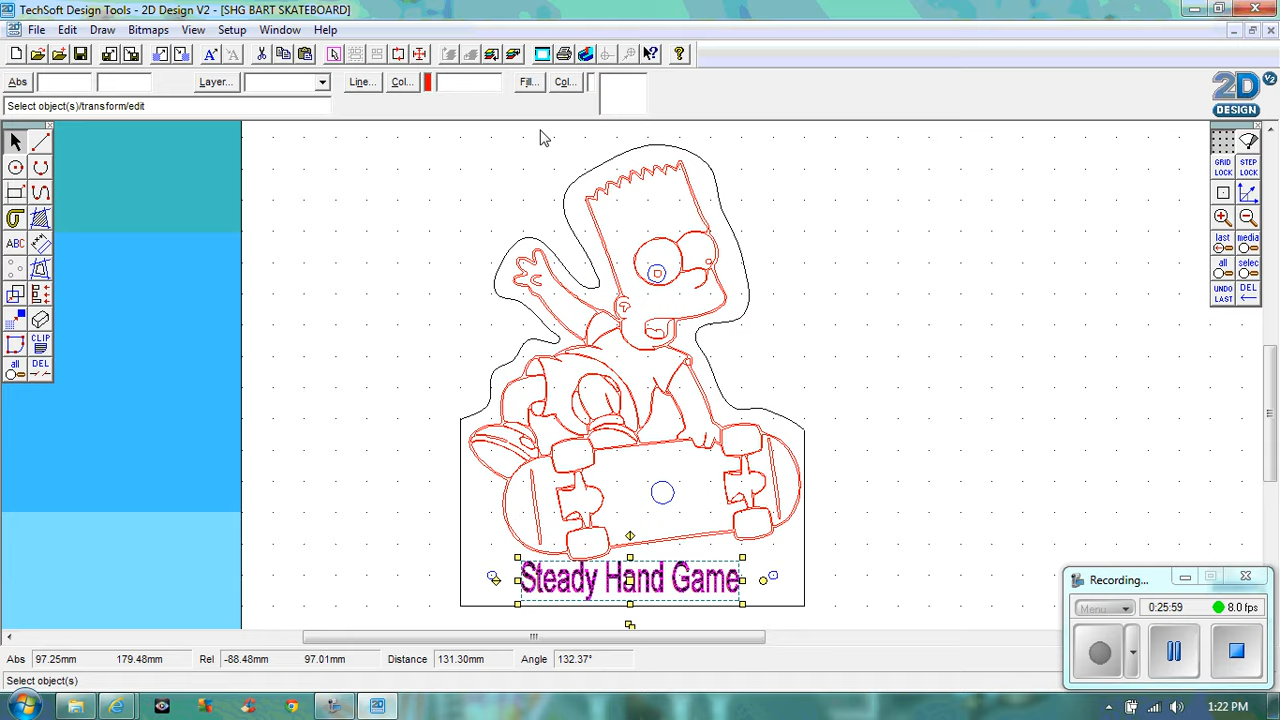 TechSoft Design Tools - 2D Design V2 - [SHG BART SKATEBOARD]
File Edit Draw Bitmaps View Setup Window Help
Abs Layer... Line... Col... Fill... Col...
2D V2
DESIGN
Select object(s)/transform/edit
GRID LOCK
STEP LOCK
ABC
last
media
all
selec
UNDO LAST
DEL
CLIP
all
DEL
Steady Hand Game
Recording...
Menu
0:25:59
8.0 fps
Abs 97.25mm 179.48mm Rel -88.48mm 97.01mm Distance 131.30mm Angle 132.37°
Select object(s)
1:22 PM